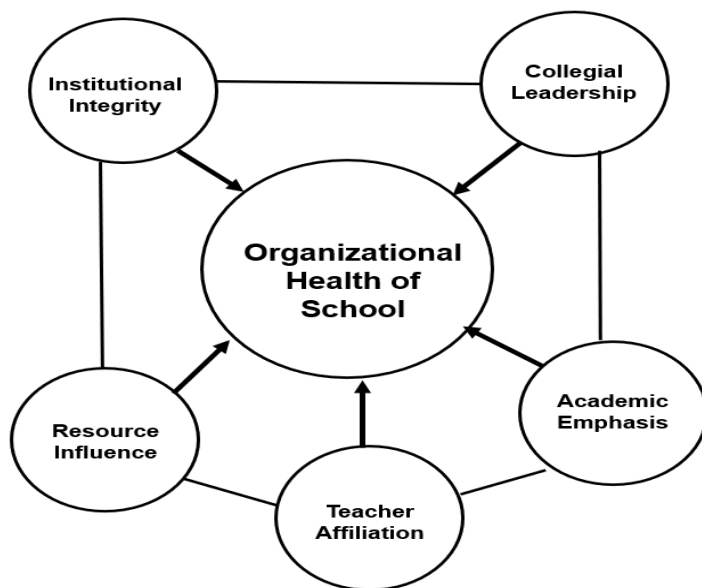 Institutional
Integrity
Collegial
Leadership
Organizational
Health of
School
Resource
Influence
Academic
Emphasis
Teacher
Affiliation